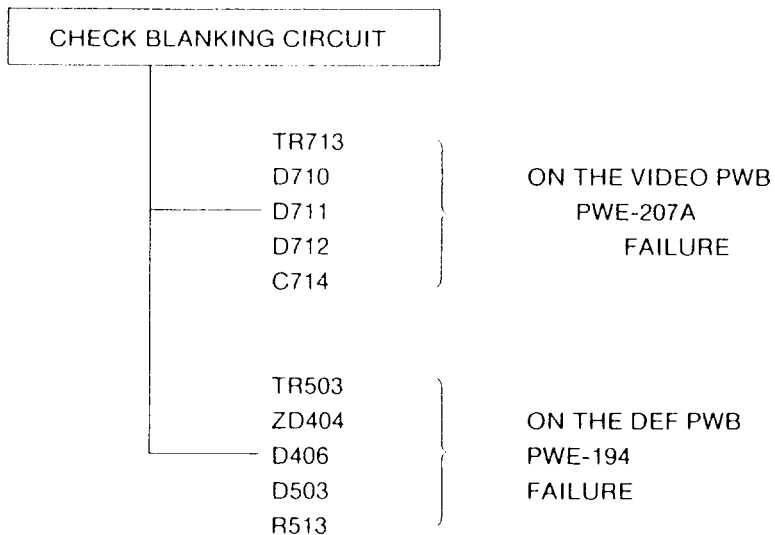 CHECK BLANKING CIRCUIT
TR713
D710
D711
D712
C714
ON THE VIDEO PWB
PWE-207A
FAILURE
TR503
ZD404
D406
D503
R513
ON THE DEF PWB
PWE-194
FAILURE